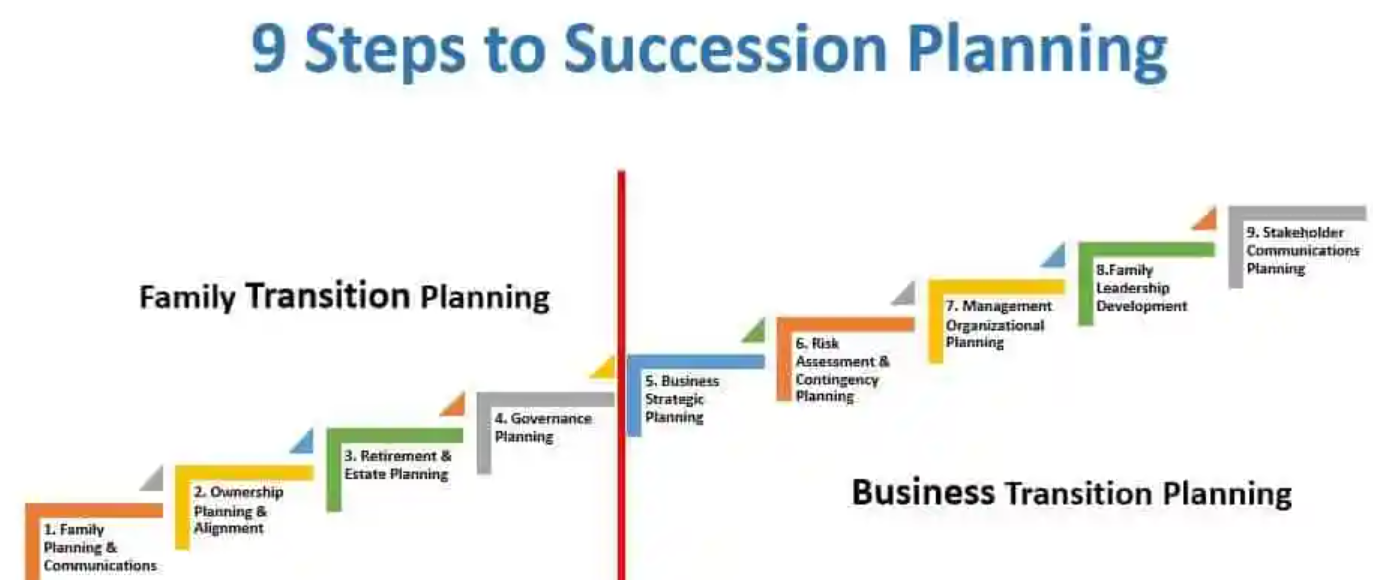 9 Steps to Succession Planning
Family Transition Planning
1. Family
Planning &
Communications
2. Ownership
Planning &
Alignment
3. Retirement &
Estate Planning
4. Governance
Planning
5. Business
Strategic
Planning
6. Risk
Assessment &
Contingency
Planning
7. Management
Organizational
Planning
8.Family
Leadership
Development
9. Stakeholder
Communications
Planning
Business Transition Planning